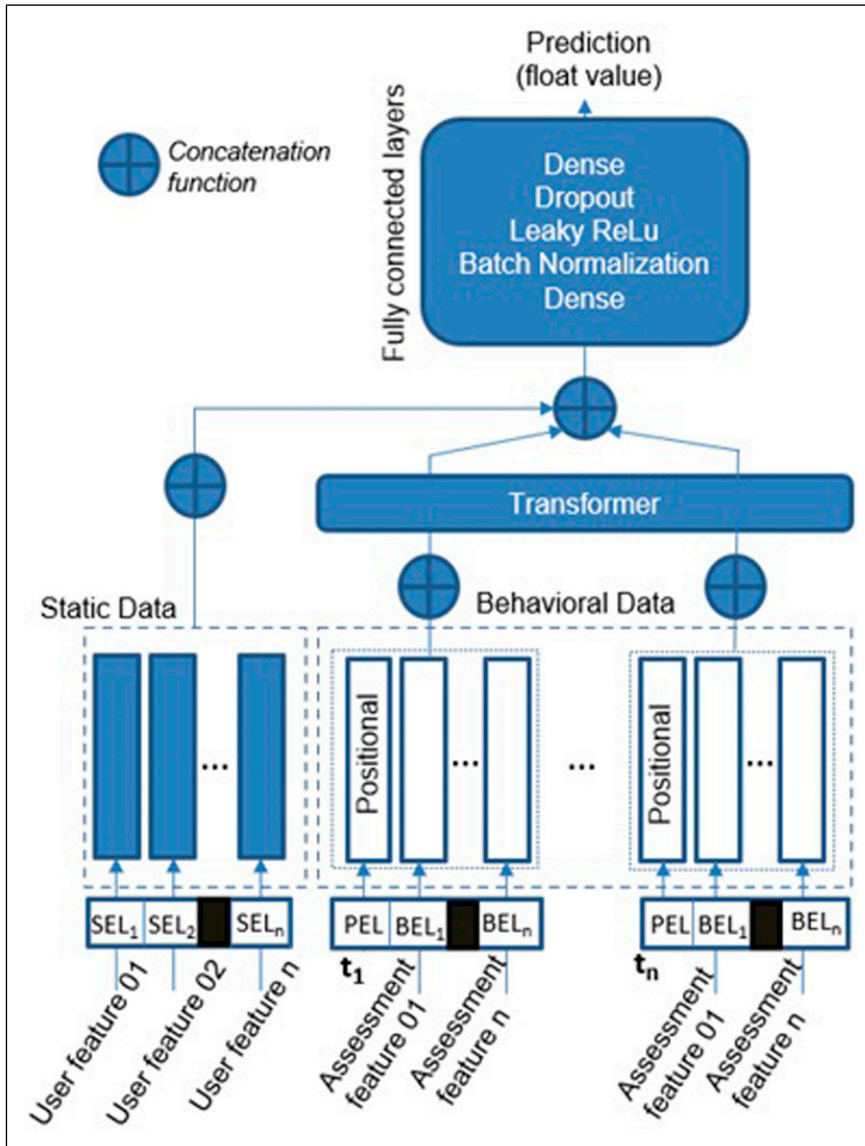 Prediction
(float value)
Concatenation
function
Fully connected layers
Dense
Dropout
Leaky ReLu
Batch Normalization
Dense
Transformer
Static Data
Behavioral Data
...
Positional
...
...
Positional
...
SEL₁ SEL₂ SELₙ
PEL BEL₁ BELₙ
PEL BEL₁ BELₙ
t₁
tₙ
User feature 01
User feature 02
User feature n
Assessment
feature 01
Assessment
feature n
Assessment
feature 01
Assessment
feature n